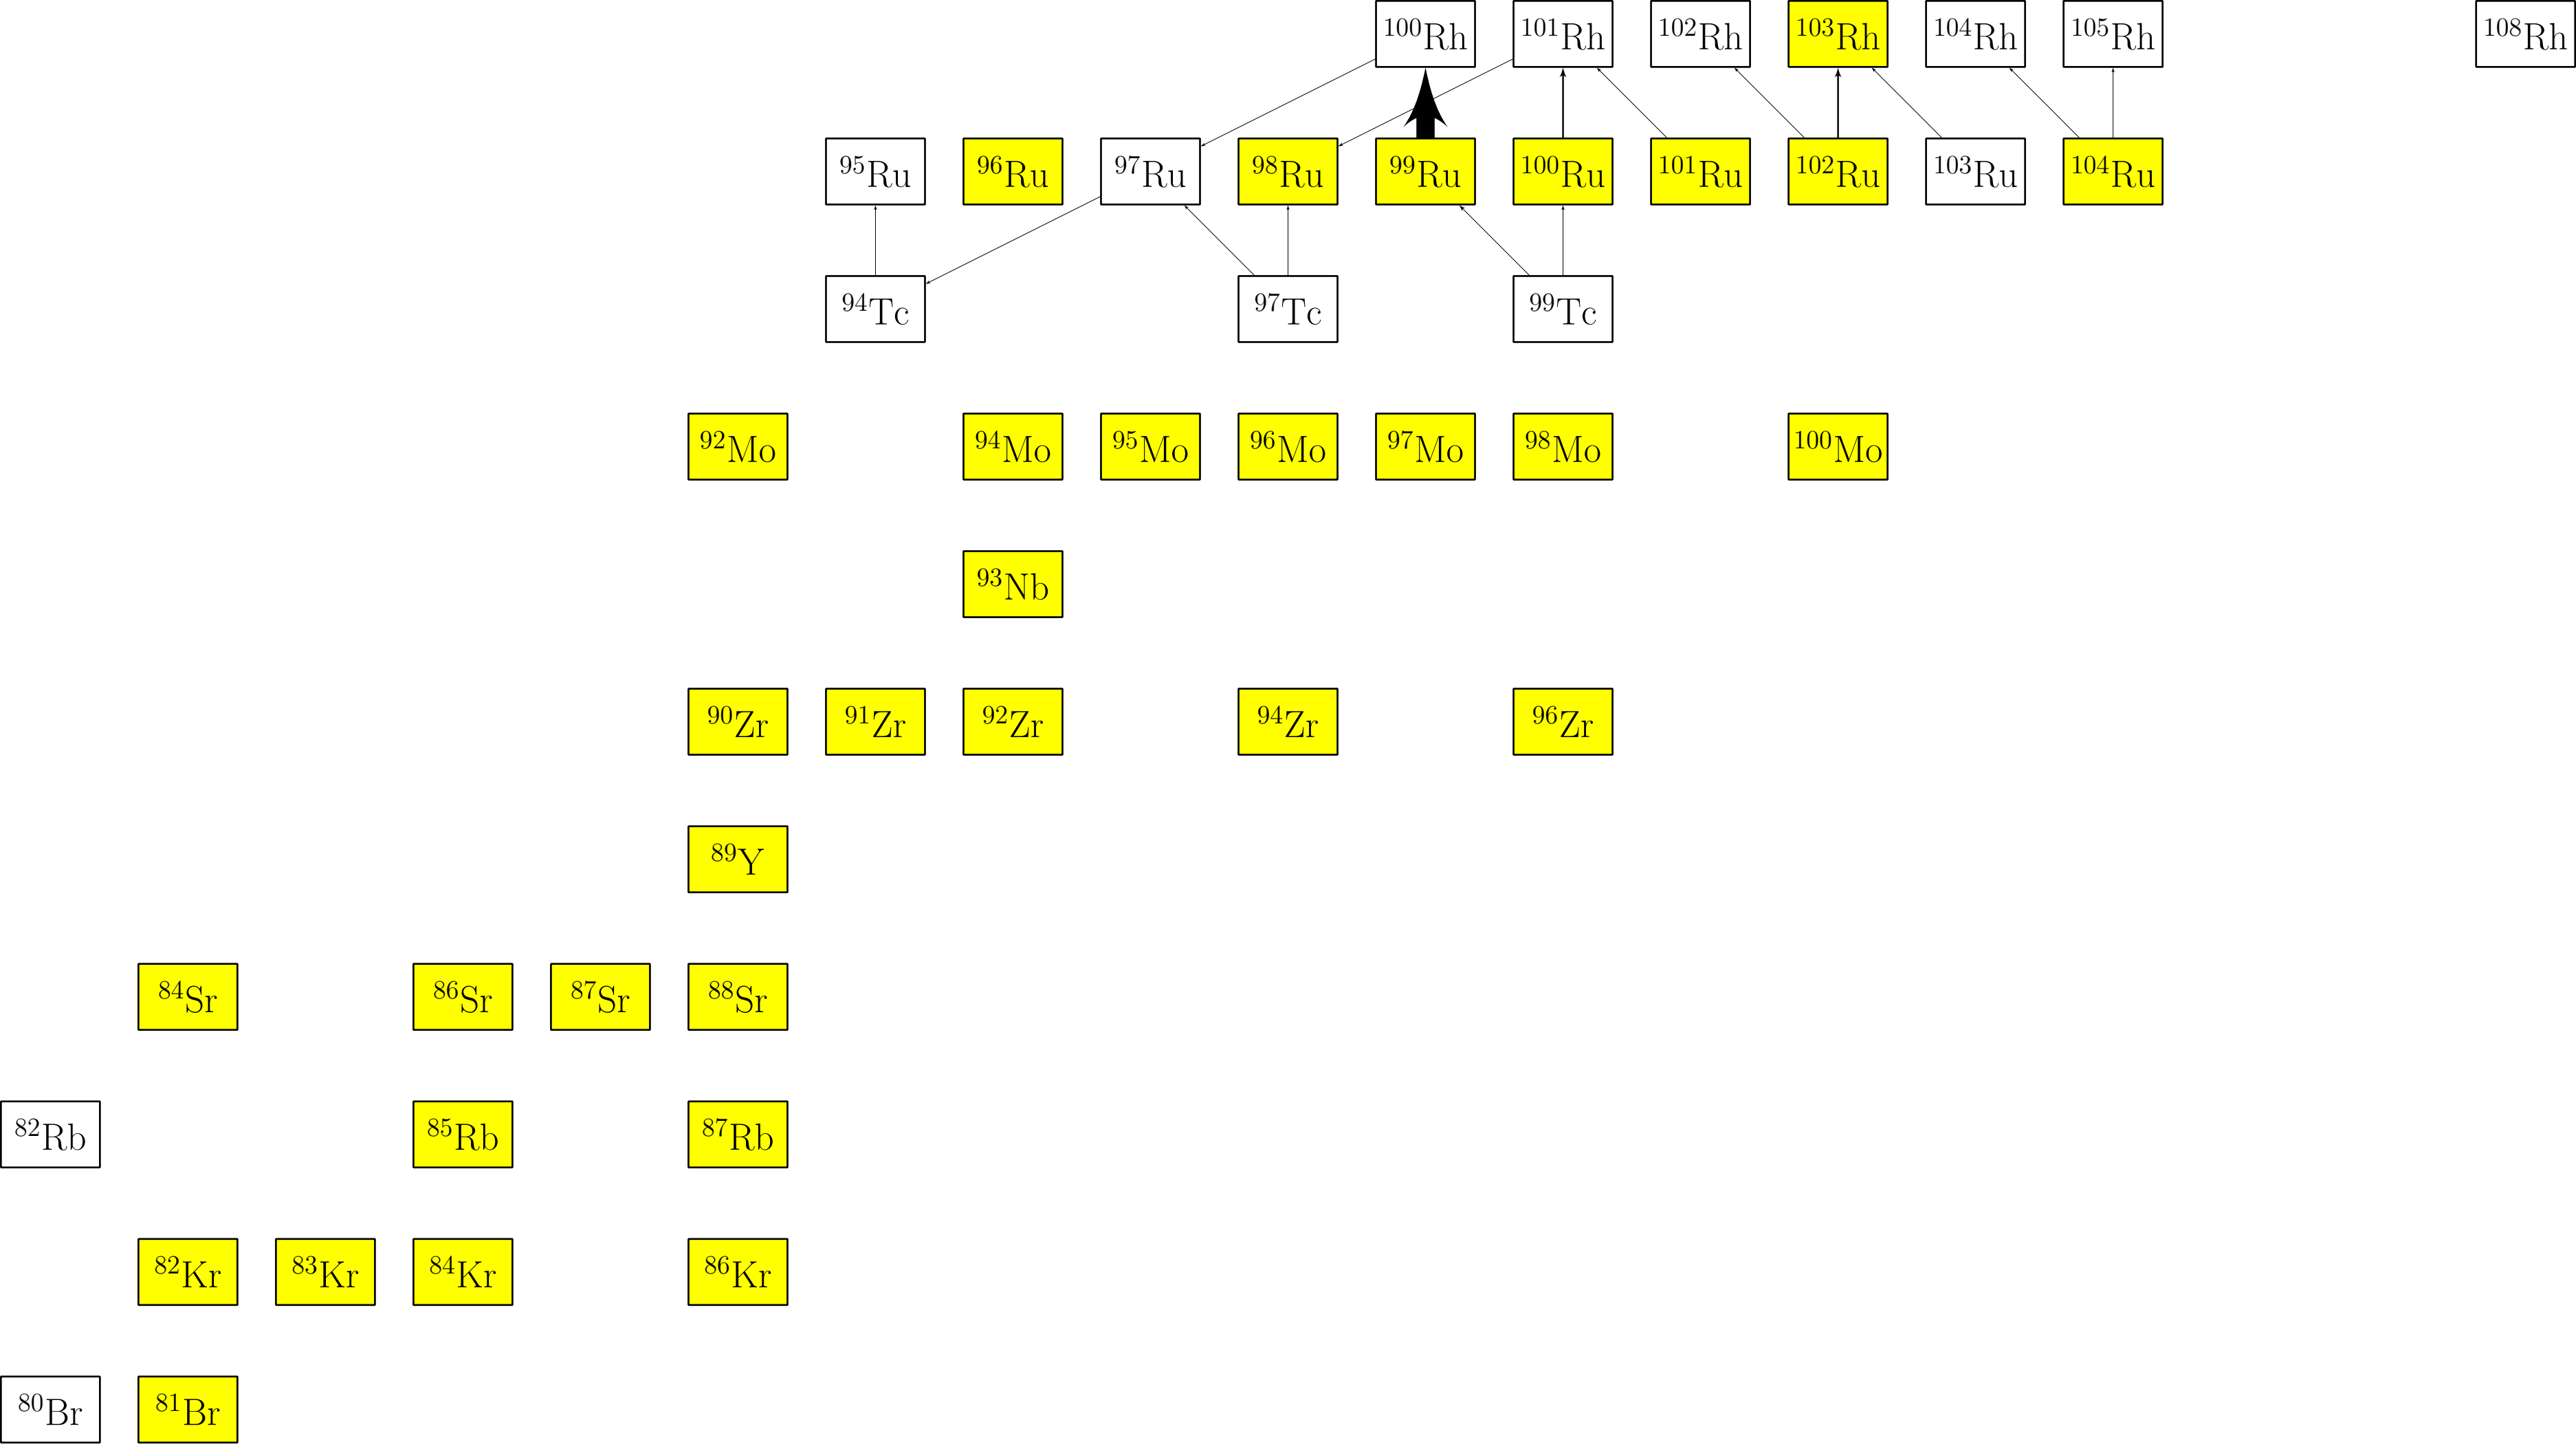 ¹⁰⁰Rh ¹⁰¹Rh ¹⁰²Rh ¹⁰³Rh ¹⁰⁴Rh ¹⁰⁵Rh ¹⁰⁸Rh
⁹⁵Ru ⁹⁶Ru ⁹⁷Ru ⁹⁸Ru ⁹⁹Ru ¹⁰⁰Ru ¹⁰¹Ru ¹⁰²Ru ¹⁰³Ru ¹⁰⁴Ru
⁹⁴Tc ⁹⁷Tc ⁹⁹Tc
⁹²Mo ⁹⁴Mo ⁹⁵Mo ⁹⁶Mo ⁹⁷Mo ⁹⁸Mo ¹⁰⁰Mo
⁹³Nb
⁹⁰Zr ⁹¹Zr ⁹²Zr ⁹⁴Zr ⁹⁶Zr
⁸⁹Y
⁸⁴Sr ⁸⁶Sr ⁸⁷Sr ⁸⁸Sr
⁸²Rb ⁸⁵Rb ⁸⁷Rb
⁸²Kr ⁸³Kr ⁸⁴Kr ⁸⁶Kr
⁸⁰Br ⁸¹Br